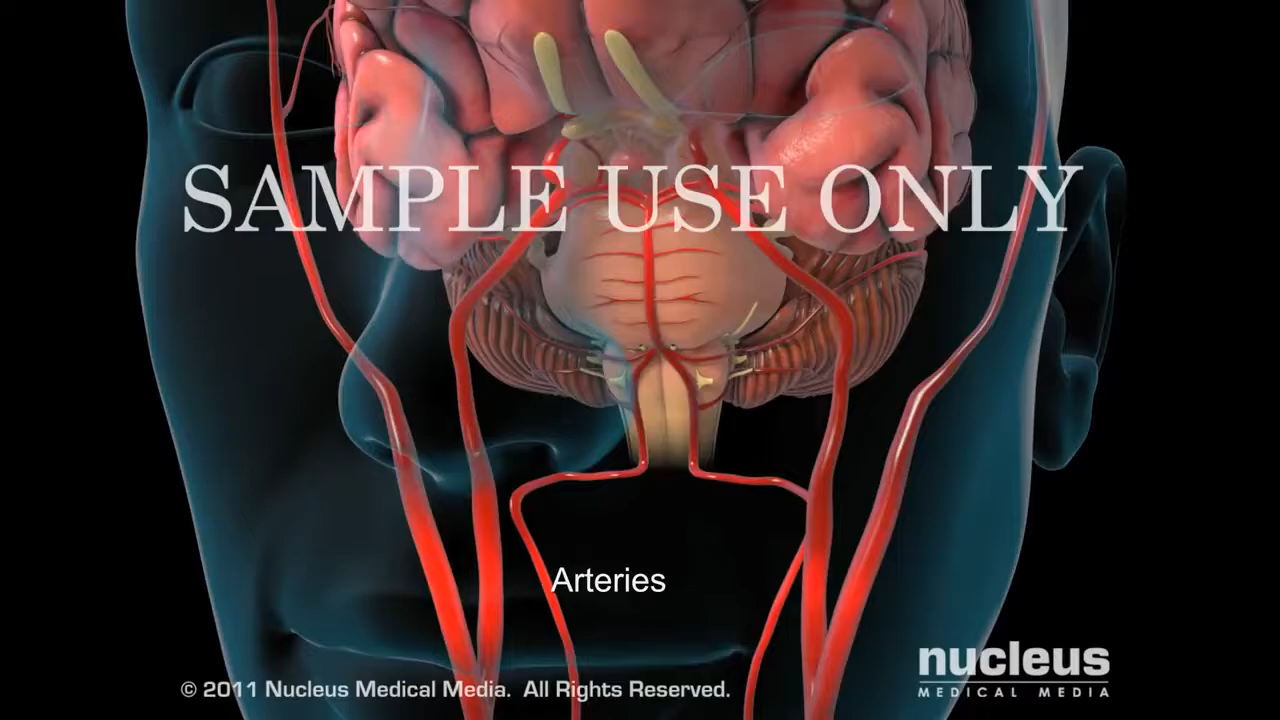 SAMPLE USE ONLY
Arteries
nucleus
MEDICAL MEDIA
© 2011 Nucleus Medical Media. All Rights Reserved.